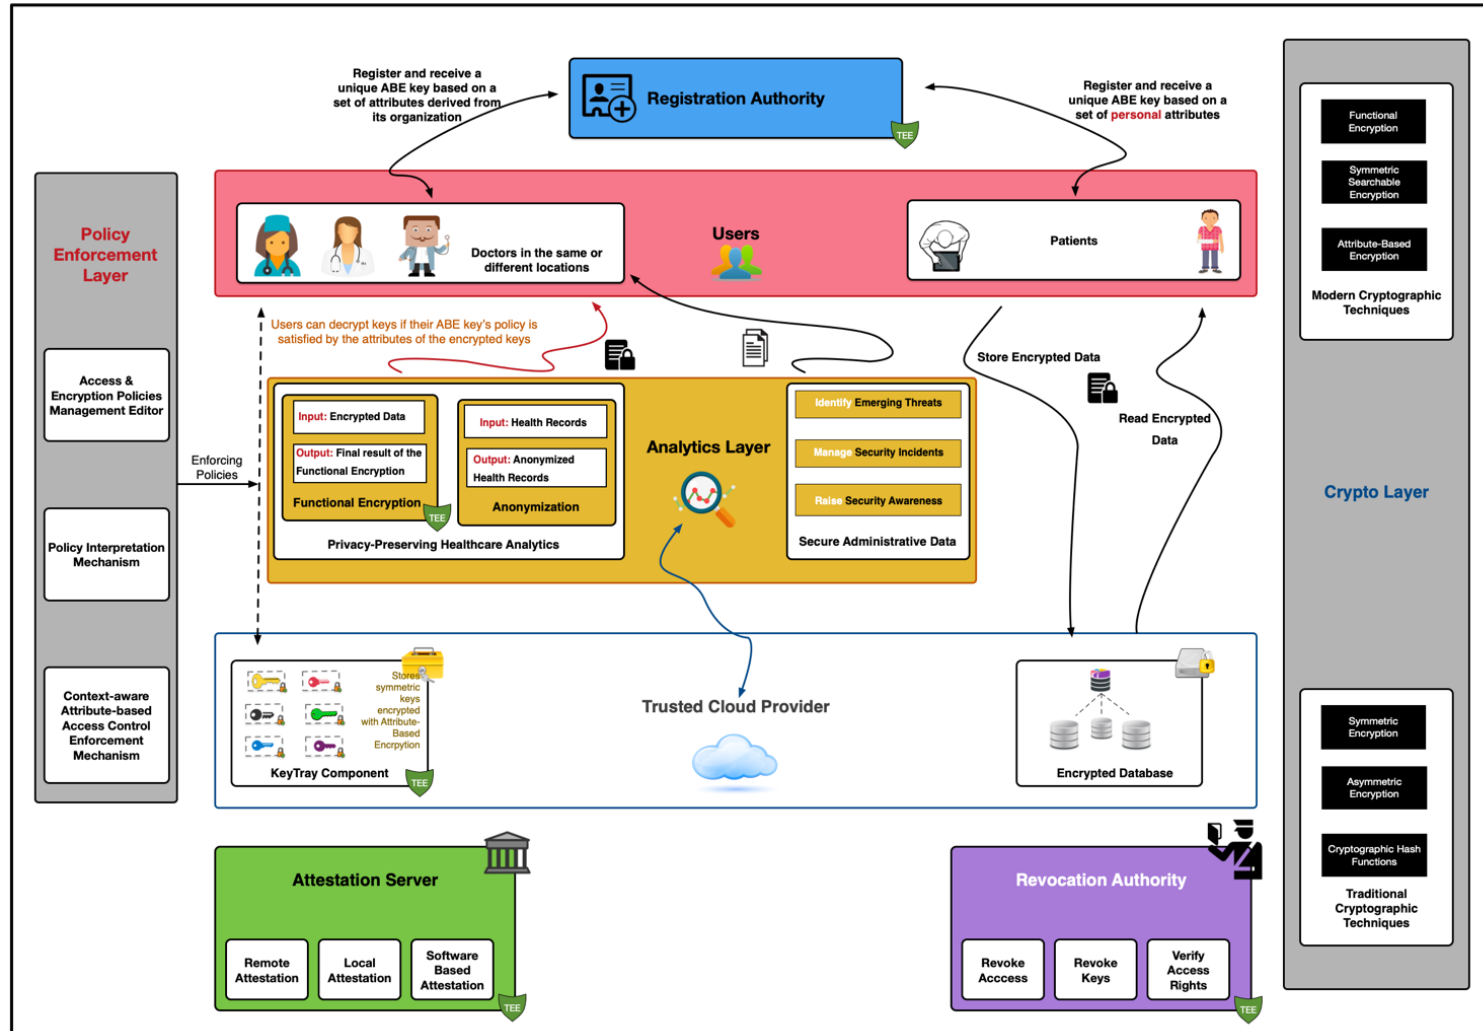 Register and receive a
unique ABE key based on a
set of attributes derived from
its organization
Registration Authority
TEE
Register and receive a
unique ABE key based on a
set of personal attributes
Policy
Enforcement
Layer
Access &
Encryption Policies
Management Editor
Policy Interpretation
Mechanism
Context-aware
Attribute-based
Access Control
Enforcement
Mechanism
Enforcing
Policies
Doctors in the same or
different locations
Users
Patients
Users can decrypt keys if their ABE key's policy is
satisfied by the attributes of the encrypted keys
Store Encrypted Data
Read Encrypted
Data
Input: Encrypted Data
Output: Final result of the
Functional Encryption
Functional Encryption
TEE
Input: Health Records
Output: Anonymized
Health Records
Anonymization
Privacy-Preserving Healthcare Analytics
Analytics Layer
Identify Emerging Threats
Manage Security Incidents
Raise Security Awareness
Secure Administrative Data
Stores
symmetric
keys
encrypted
with Attribute-
Based
Encrpytion
KeyTray Component
TEE
Trusted Cloud Provider
Encrypted Database
Attestation Server
Remote
Attestation
Local
Attestation
Software
Based
Attestation
TEE
Revocation Authority
Revoke
Acccess
Revoke
Keys
Verify
Access
Rights
TEE
Functional
Encryption
Symmetric
Searchable
Encryption
Attribute-Based
Encryption
Modern Cryptographic
Techniques
Crypto Layer
Symmetric
Encryption
Asymmetric
Encryption
Cryptographic Hash
Functions
Traditional
Cryptographic
Techniques